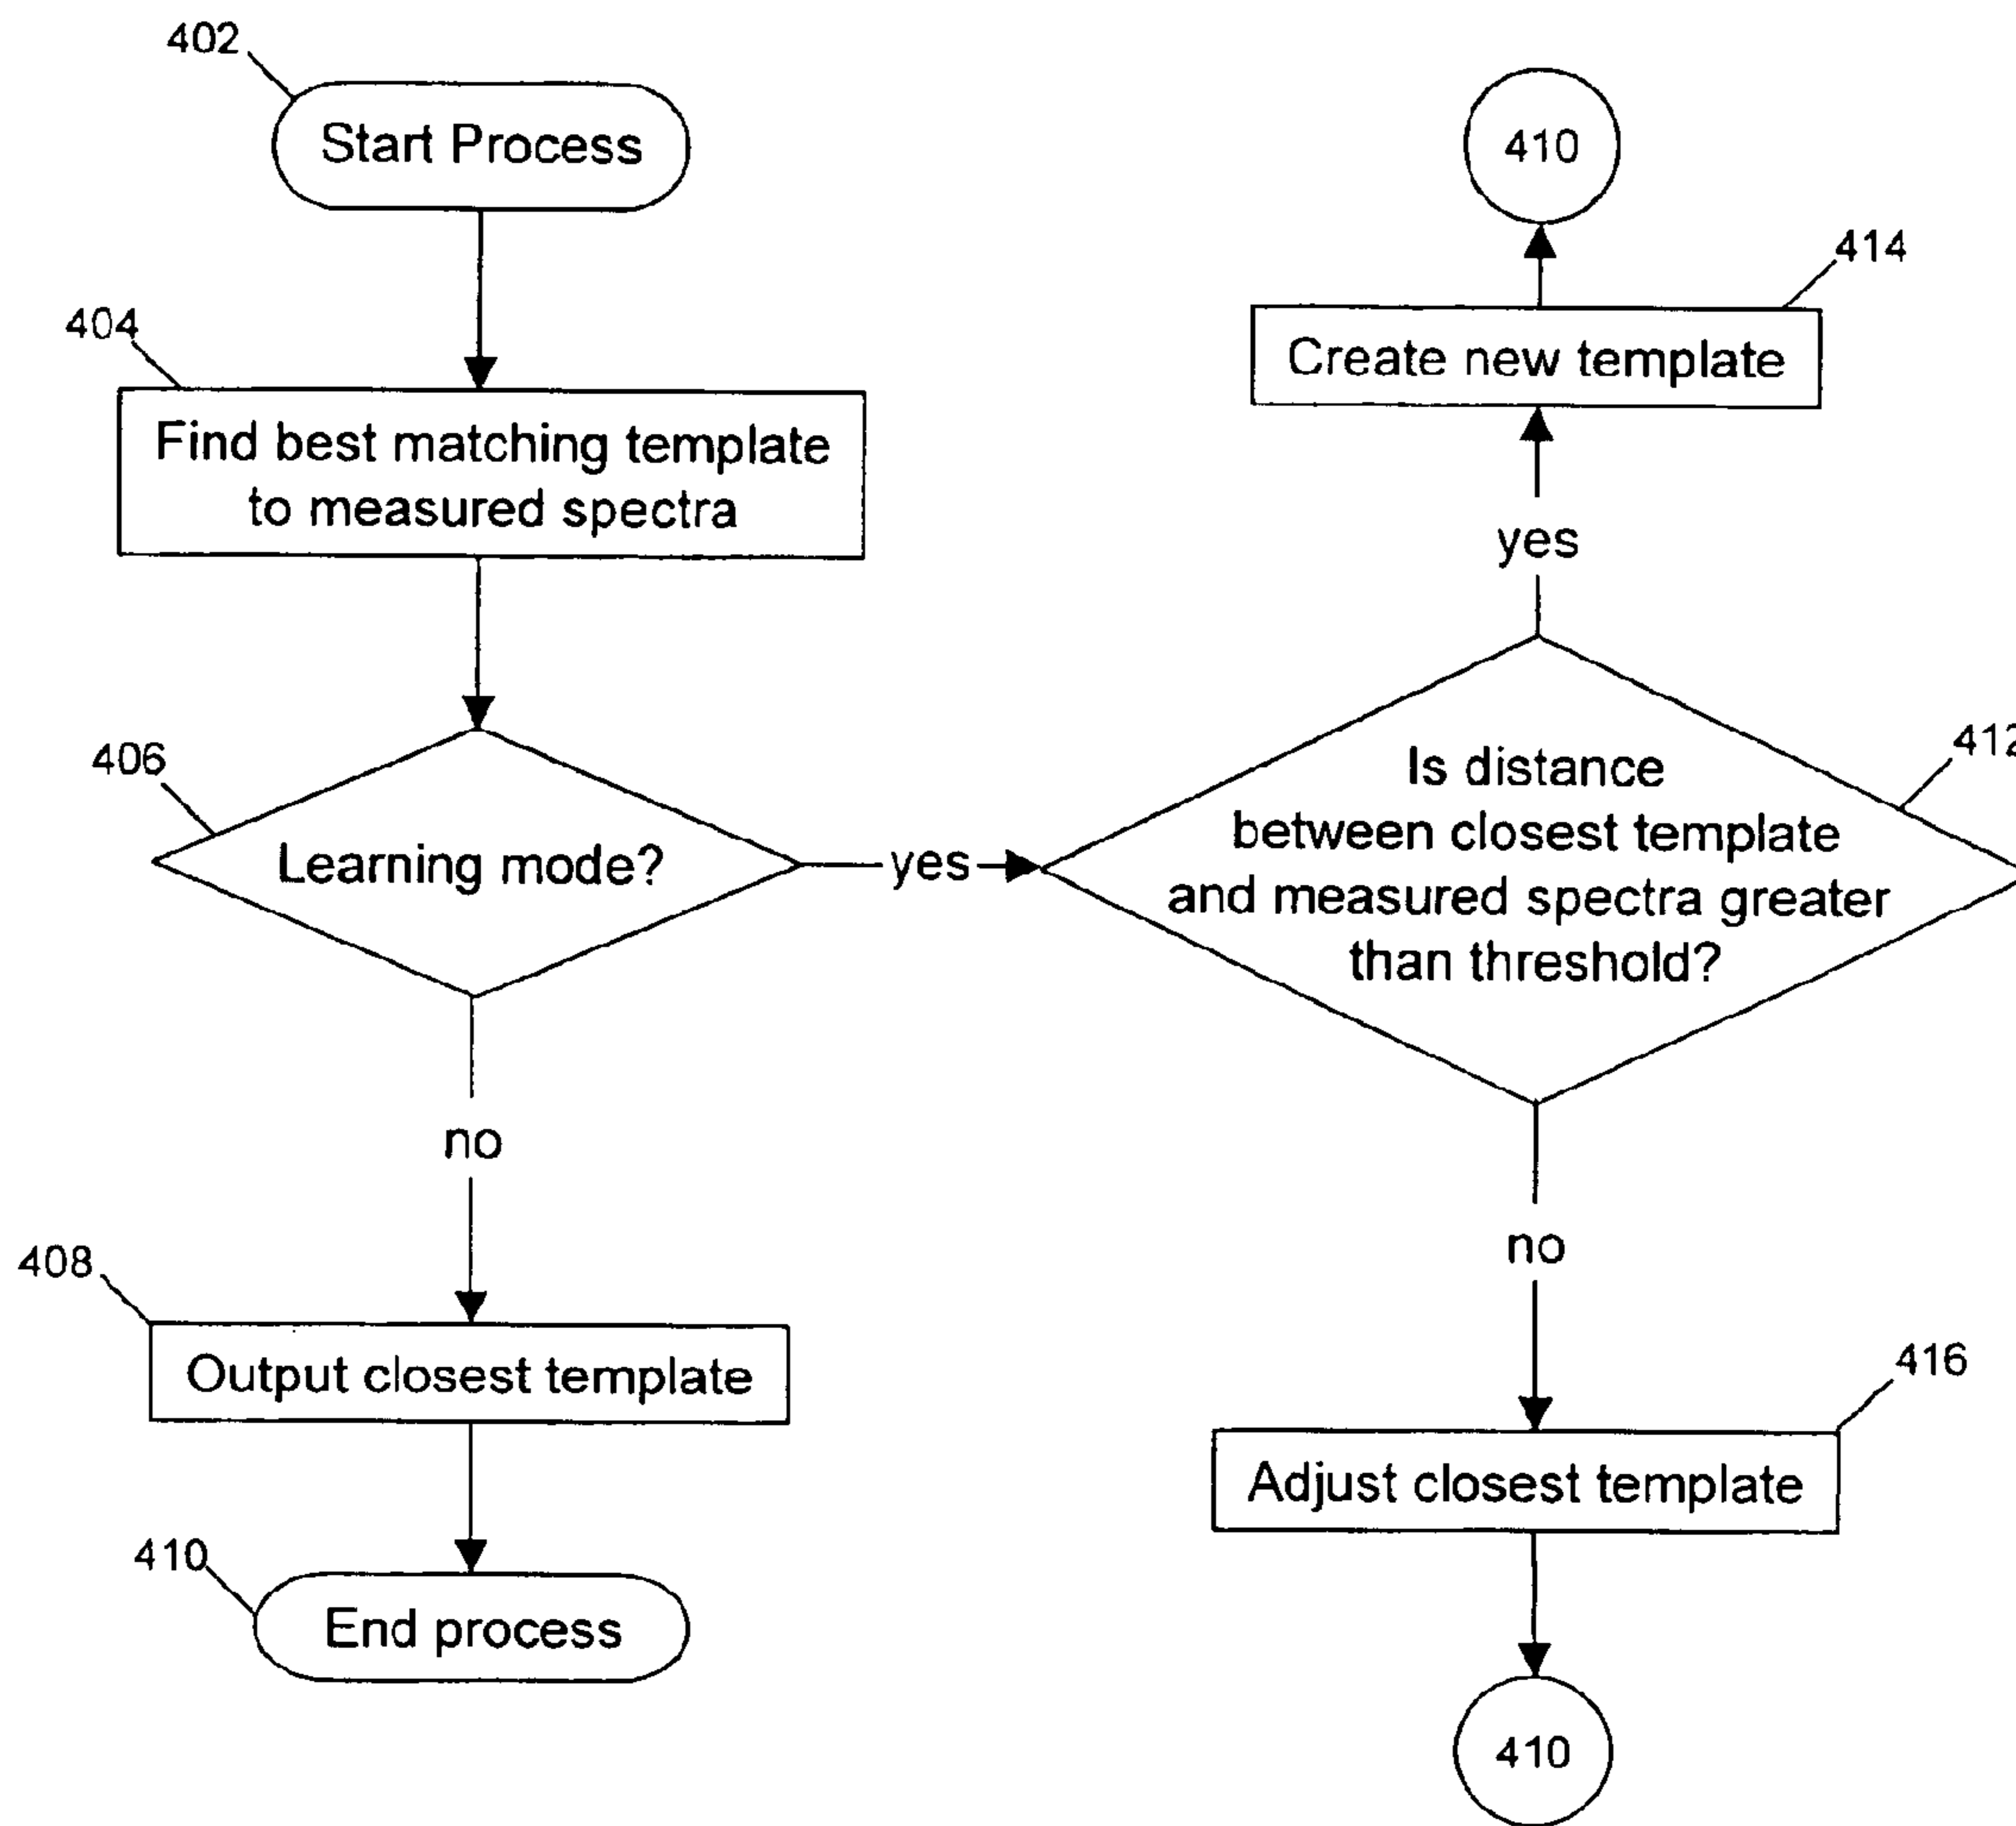 402
Start Process
404
Find best matching template
to measured spectra
406
Learning mode?
yes
no
408
Output closest template
410
End process
410
414
Create new template
yes
412
Is distance
between closest template
and measured spectra greater
than threshold?
no
416
Adjust closest template
410